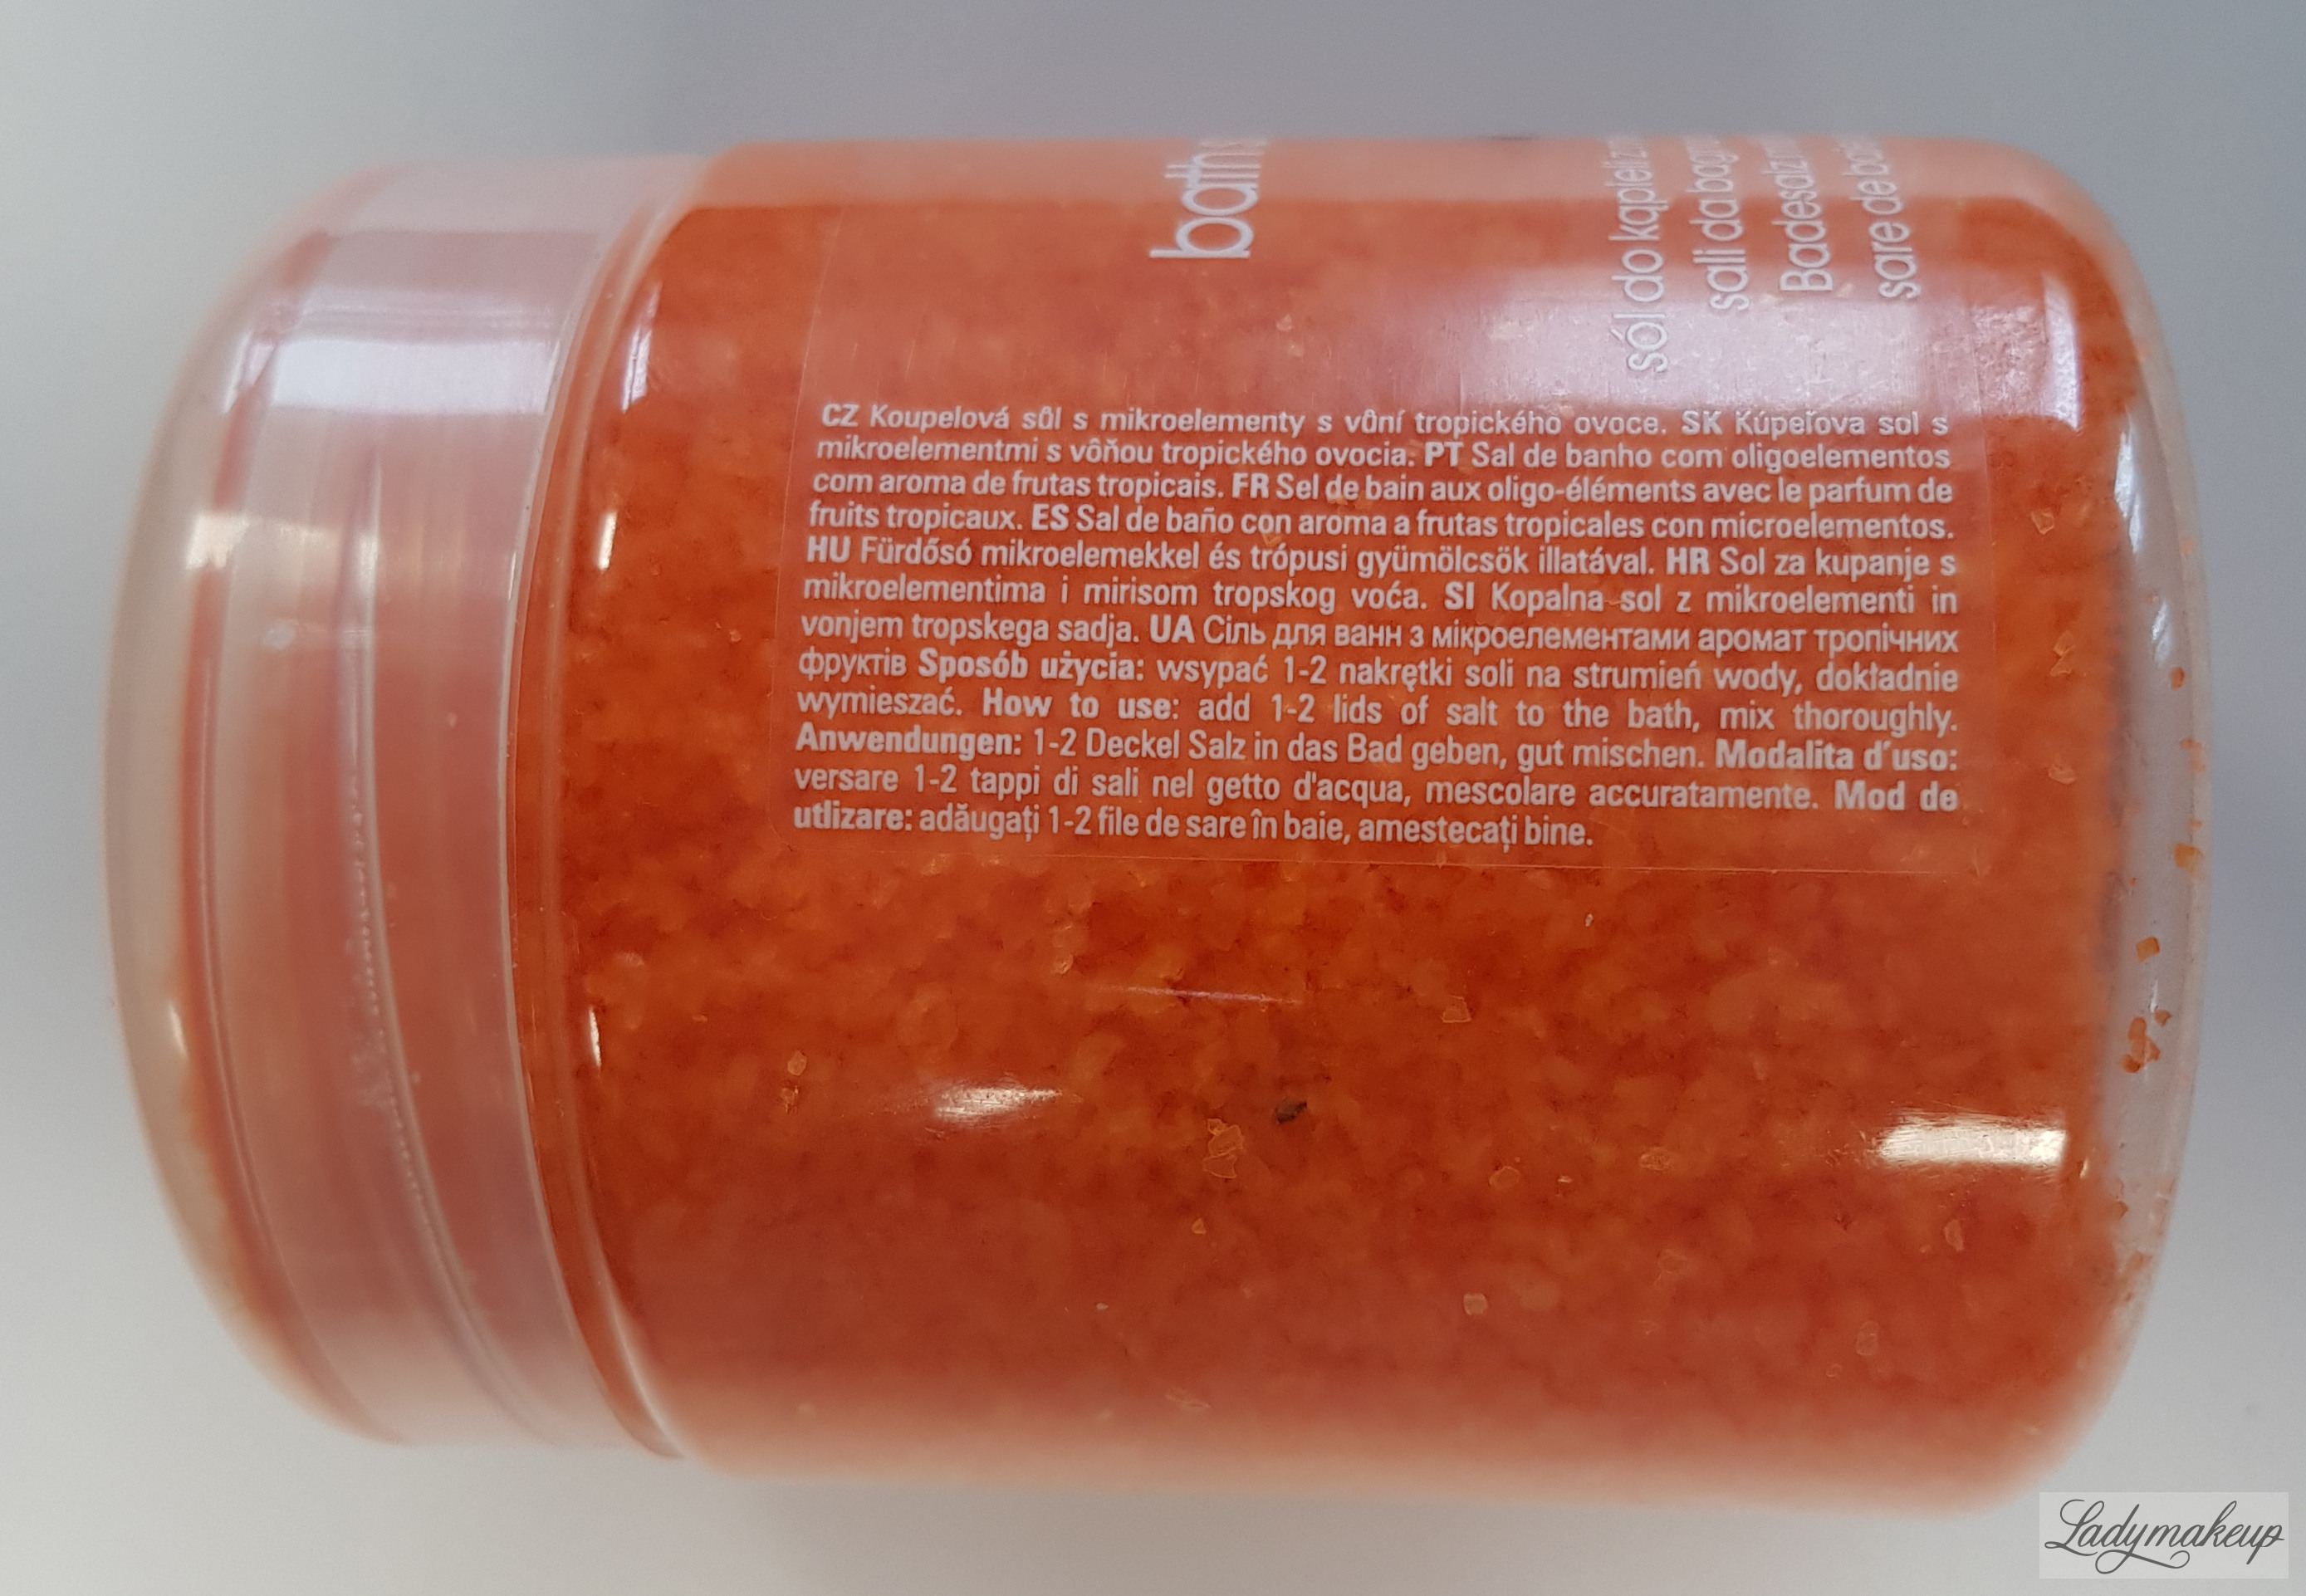 bath
sól do kąpieli
sali da bagno
Badesalz
sare de baie
CZ Koupelová sůl s mikroelementy s vůní tropického ovoce. SK Kúpeľova sol s
mikroelementmi s vôňou tropického ovocia. PT Sal de banho com oligoelementos
com aroma de frutas tropicais. FR Sel de bain aux oligo-éléments avec le parfum de
fruits tropicaux. ES Sal de baño con aroma a frutas tropicales con microelementos.
HU Fürdősó mikroelemekkel és trópusi gyümölcsök illatával. HR Sol za kupanje s
mikroelementima i mirisom tropskog voća. SI Kopalna sol z mikroelementi in
vonjem tropskega sadja. UA Сіль для ванн з мікроелементами аромат тропічних
фруктів Sposób użycia: wsypać 1-2 nakrętki soli na strumień wody, dokładnie
wymieszać. How to use: add 1-2 lids of salt to the bath, mix thoroughly.
Anwendungen: 1-2 Deckel Salz in das Bad geben, gut mischen. Modalita d'uso:
versare 1-2 tappi di sali nel getto d'acqua, mescolare accuratamente. Mod de
utlizare: adăugați 1-2 file de sare în baie, amestecați bine.
Ladymakeup